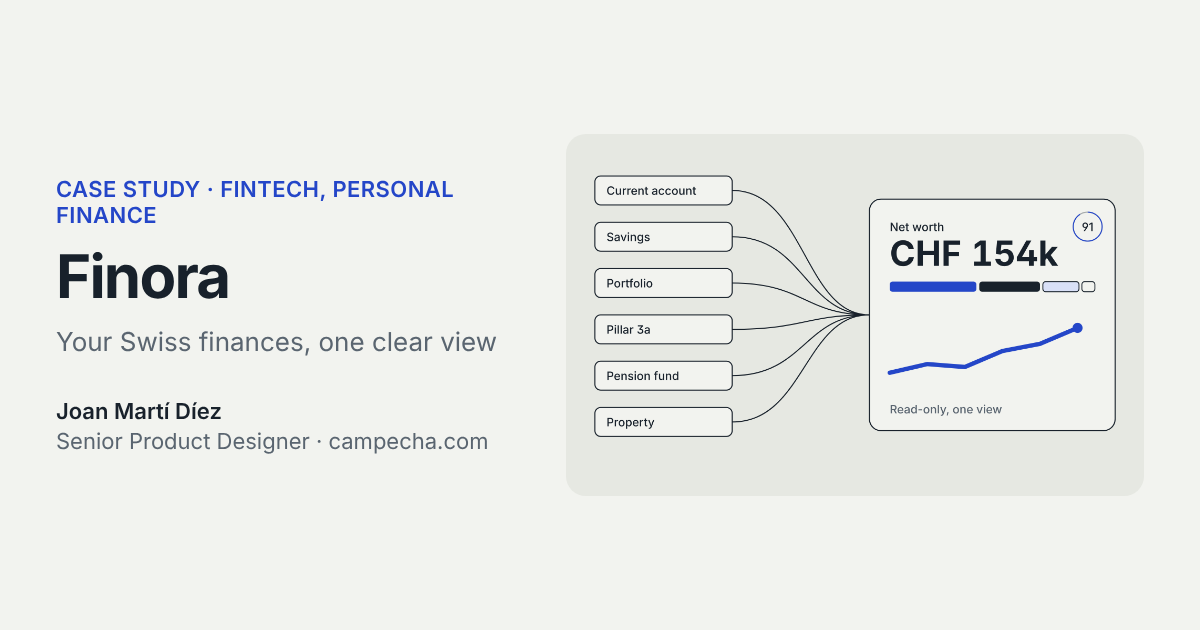 CASE STUDY · FINTECH, PERSONAL
FINANCE
Finora
Your Swiss finances, one clear view
Joan Martí Díez
Senior Product Designer · campecha.com
Current account
Savings
Portfolio
Pillar 3a
Pension fund
Property
Net worth
91
CHF 154k
Read-only, one view